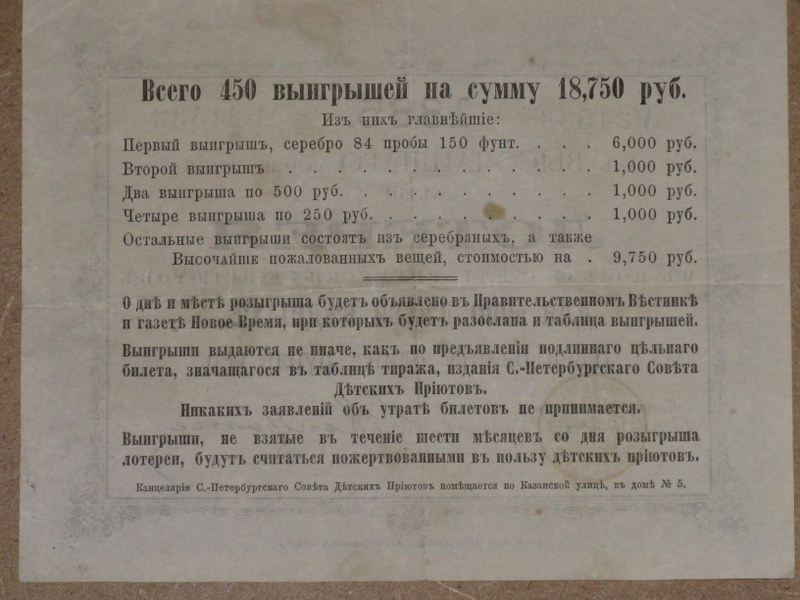 Всего 450 выигрышей на сумму 18,750 руб.
Изъ нихъ главнѣйшіе:
Первый выигрышъ, серебро 84 пробы 150 фунт. . . . 6,000 руб.
Второй выигрышъ . . . . . . . . . . . . . 1,000 руб.
Два выигрыша по 500 руб. . . . . . . . . . . 1,000 руб.
Четыре выигрыша по 250 руб. . . . . . . . . . 1,000 руб.
Остальные выигрыши состоятъ изъ серебряныхъ, а также
Высочайше пожалованныхъ вещей, стоимостью на . 9,750 руб.
О днѣ и мѣстѣ розыгрыша будетъ объявлено въ Правительственномъ Вѣстникѣ
и газетѣ Новое Время, при которыхъ будетъ разослана и таблица выигрышей.
Выигрыши выдаются не иначе, какъ по предъявленіи подлиннаго цѣльнаго
билета, значащагося въ таблицѣ тиража, изданія С.-Петербургскаго Совѣта
Дѣтскихъ Пріютовъ.
Никакихъ заявленій объ утратѣ билетовъ не принимается.
Выигрыши, не взятые въ теченіе шести мѣсяцевъ со дня розыгрыша
лотереи, будутъ считаться пожертвованными въ пользу дѣтскихъ пріютовъ.
Канцелярія С.-Петербургскаго Совѣта Дѣтскихъ Пріютовъ помѣщается по Казанской улицѣ, въ домѣ № 5.